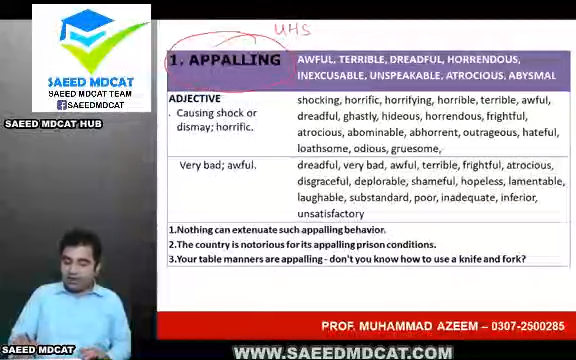 UHS
SAEED MDCAT
SAEED MDCAT TEAM
SAEEDMDCAT
SAEED MDCAT HUB
1. APPALLING
AWFUL, TERRIBLE, DREADFUL, HORRENDOUS,
INEXCUSABLE, UNSPEAKABLE, ATROCIOUS, ABYSMAL
ADJECTIVE
. Causing shock or
dismay; horrific.
shocking, horrific, horrifying, horrible, terrible, awful,
dreadful, ghastly, hideous, horrendous, frightful,
atrocious, abominable, abhorrent, outrageous, hateful,
loathsome, odious, gruesome,
Very bad; awful.
dreadful, very bad, awful, terrible, frightful, atrocious,
disgraceful, deplorable, shameful, hopeless, lamentable,
laughable, substandard, poor, inadequate, inferior,
unsatisfactory
1.Nothing can extenuate such appalling behavior.
2.The country is notorious for its appalling prison conditions.
3.Your table manners are appalling - don't you know how to use a knife and fork?
PROF. MUHAMMAD AZEEM – 0307-2500285
SAEED MDCAT
WWW.SAEEDMDCAT.COM